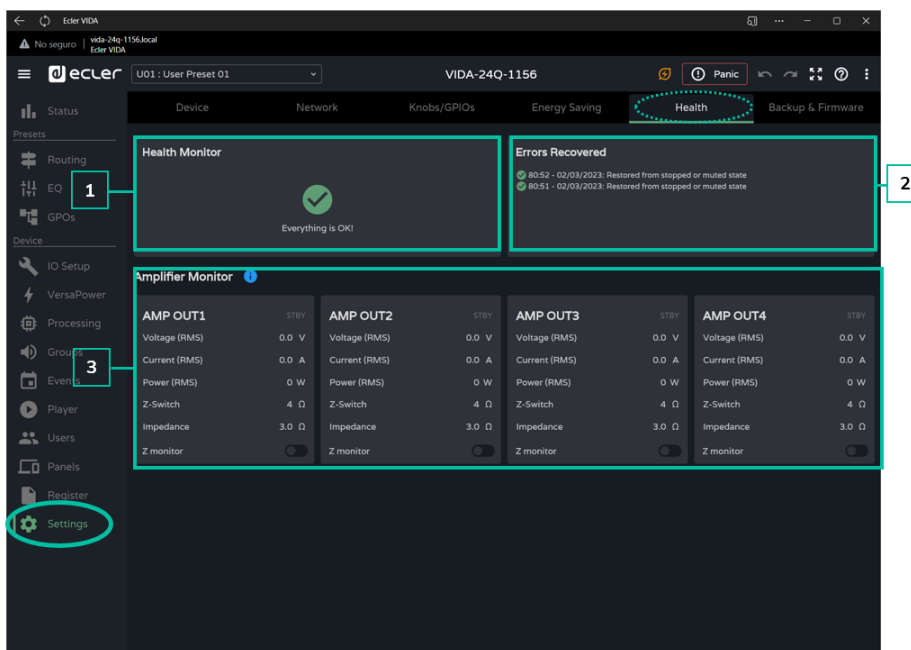 Ecler VIDA
No seguro
vida-24q-1156.local
Ecler VIDA
ecler
U01 : User Preset 01
VIDA-24Q-1156
Panic
Status
Device
Network
Knobs/GPIOs
Energy Saving
Health
Backup & Firmware
Presets
Routing
EQ
GPOs
Device
IO Setup
VersaPower
Processing
Groups
Events
Player
Users
Panels
Register
Settings
1
Health Monitor
Everything is OK!
2
Errors Recovered
80:52 - 02/03/2023: Restored from stopped or muted state
80:51 - 02/03/2023: Restored from stopped or muted state
3
Amplifier Monitor
AMP OUT1 STBY
Voltage (RMS) 0.0 V
Current (RMS) 0.0 A
Power (RMS) 0 W
Z-Switch 4 Ω
Impedance 3.0 Ω
Z monitor
AMP OUT2 STBY
Voltage (RMS) 0.0 V
Current (RMS) 0.0 A
Power (RMS) 0 W
Z-Switch 4 Ω
Impedance 3.0 Ω
Z monitor
AMP OUT3 STBY
Voltage (RMS) 0.0 V
Current (RMS) 0.0 A
Power (RMS) 0 W
Z-Switch 4 Ω
Impedance 3.0 Ω
Z monitor
AMP OUT4 STBY
Voltage (RMS) 0.0 V
Current (RMS) 0.0 A
Power (RMS) 0 W
Z-Switch 4 Ω
Impedance 3.0 Ω
Z monitor